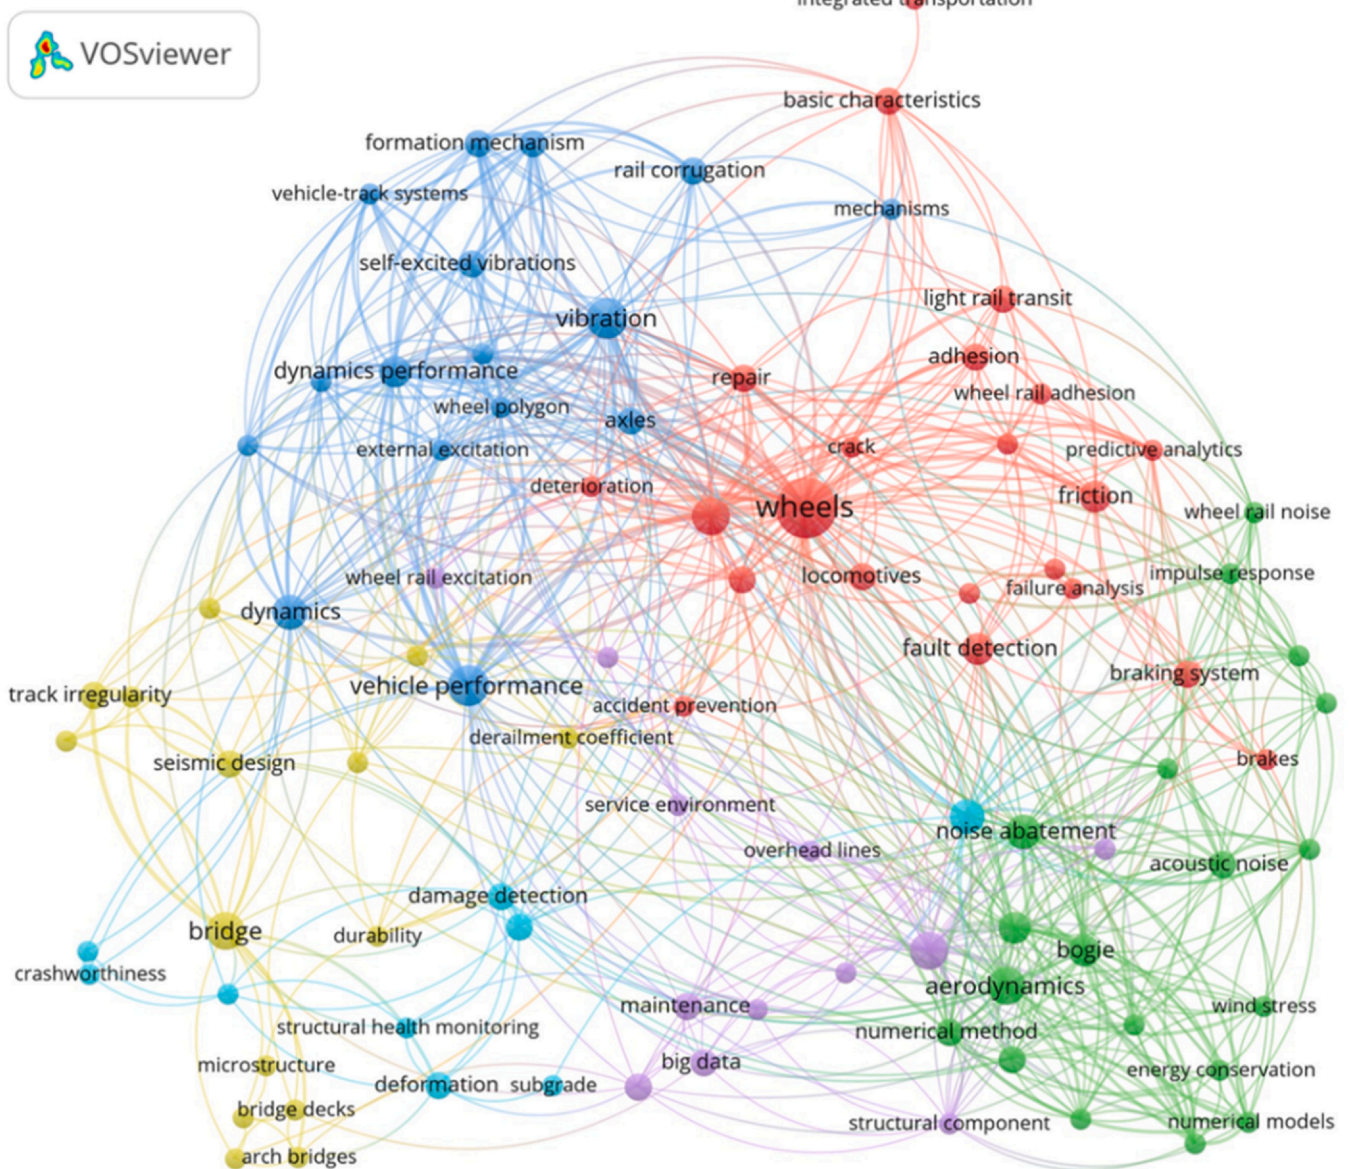 integrated transportation
VOSviewer
basic characteristics
formation mechanism
rail corrugation
vehicle-track systems
mechanisms
self-excited vibrations
light rail transit
vibration
adhesion
dynamics performance
repair
wheel rail adhesion
wheel polygon
axles
crack
external excitation
predictive analytics
deterioration
friction
wheels
wheel rail noise
impulse response
wheel rail excitation
locomotives
failure analysis
dynamics
fault detection
braking system
vehicle performance
track irregularity
accident prevention
derailment coefficient
brakes
seismic design
service environment
noise abatement
overhead lines
acoustic noise
damage detection
bridge
durability
bogie
crashworthiness
aerodynamics
maintenance
wind stress
structural health monitoring
numerical method
big data
microstructure
energy conservation
deformation
subgrade
bridge decks
structural component
numerical models
arch bridges